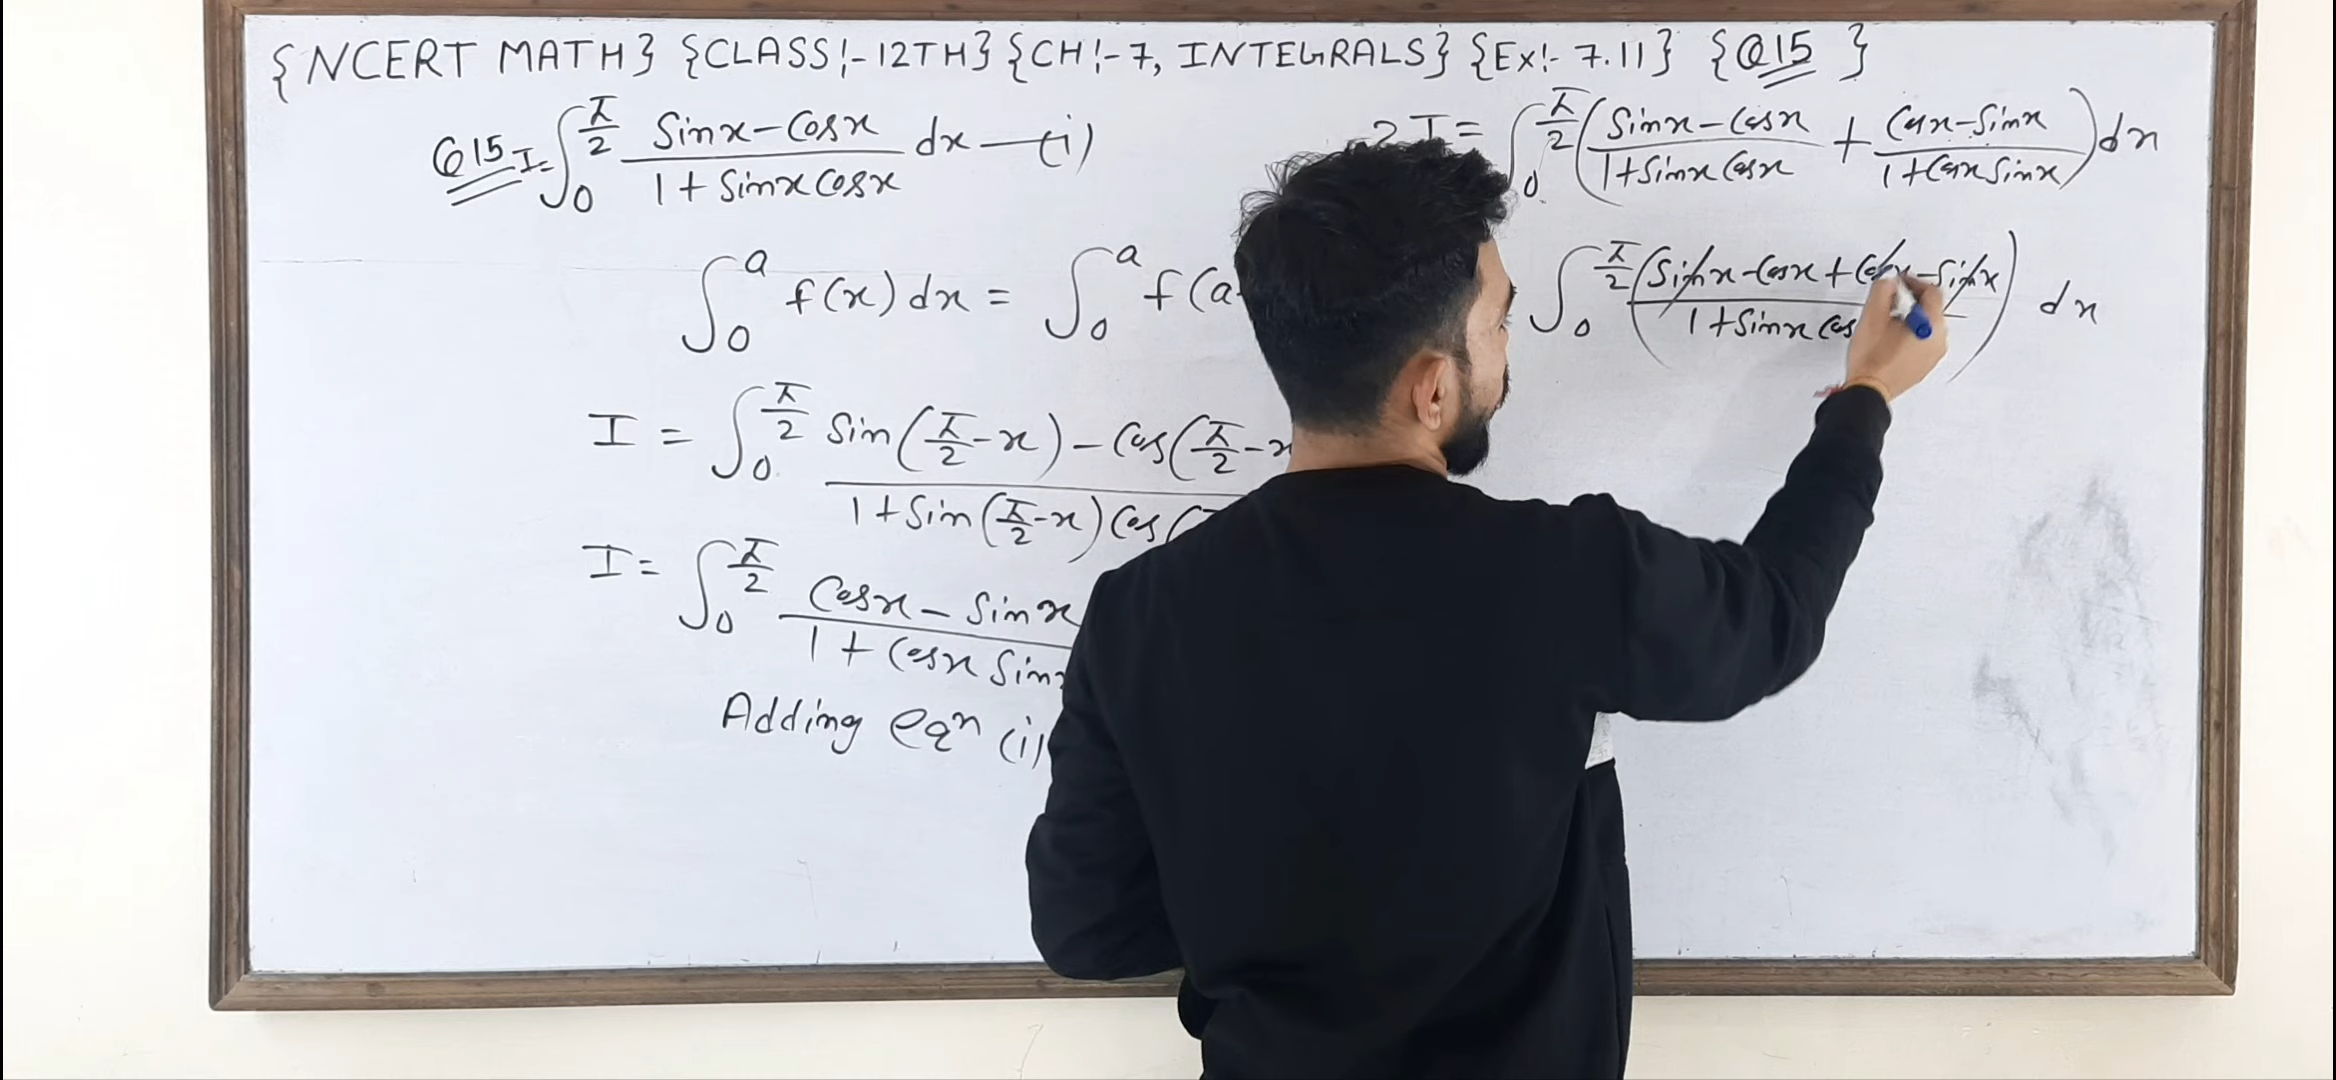 {NCERT MATH} {CLASS:-12TH} {CH:-7, INTEGRALS} {Ex:- 7.11} {Q15 }
Q15 I=∫₀^(π/2) (Sinx-Cosx)/(1+SinxCosx) dx —(i)
∫₀^a f(x) dx = ∫₀^a f(a
I = ∫₀^(π/2) (Sin(π/2-x)-Cos(π/2-x)/(1+Sin(π/2-x)Cos(
I= ∫₀^(π/2) (Cosx-Sinx)/(1+Cosx Sinx
Adding eqⁿ (i)
2I= ∫₀^(π/2) ((Sinx-Cosx)/(1+Sinx Cosx) + (Cosx-Sinx)/(1+Cosx Sinx)) dx
∫₀^(π/2) ((Sinx-Cosx+Cosx-Sinx)/(1+Sinx Cos)) dx